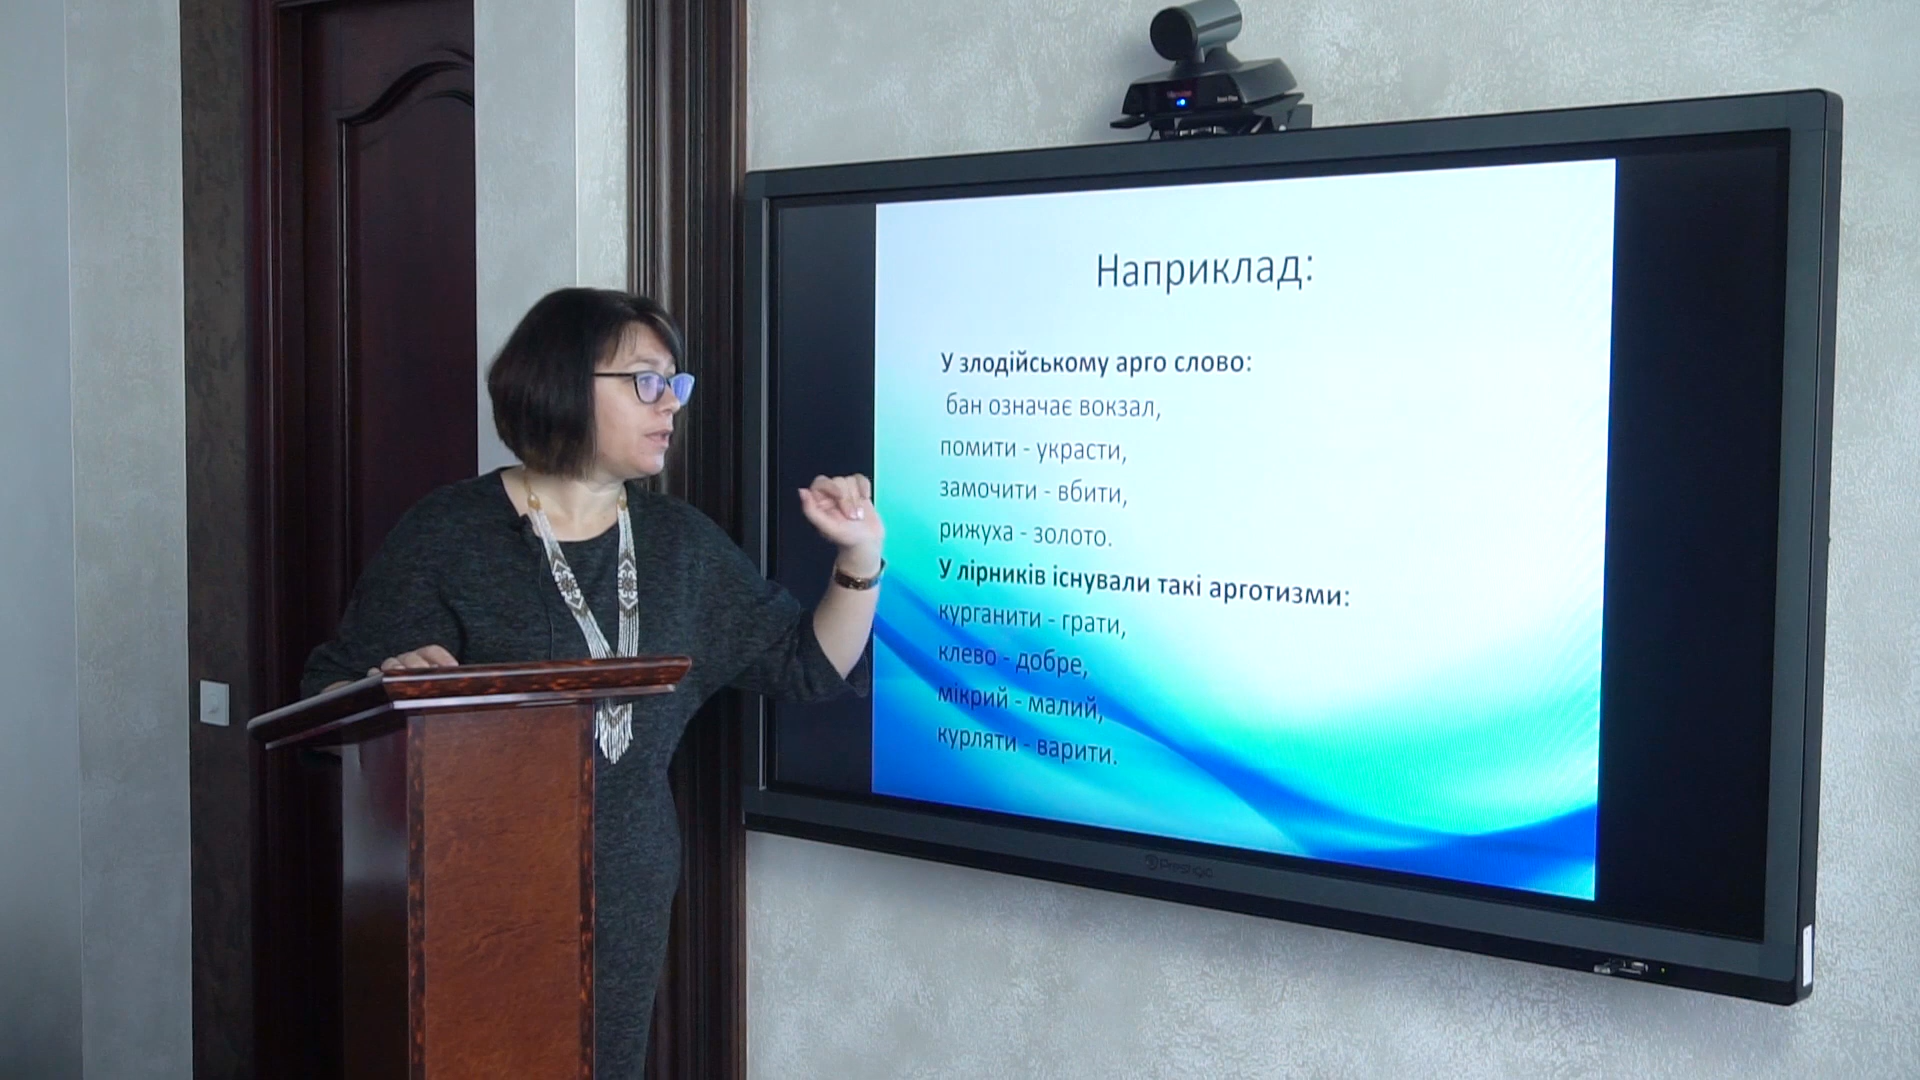 Наприклад:
У злодійському арго слово:
бан означає вокзал,
помити - украсти,
замочити - вбити,
рижуха - золото.
У лірників існували такі арготизми:
курганити - грати,
клево - добре,
мікрий - малий,
курляти - варити.
Prestigio